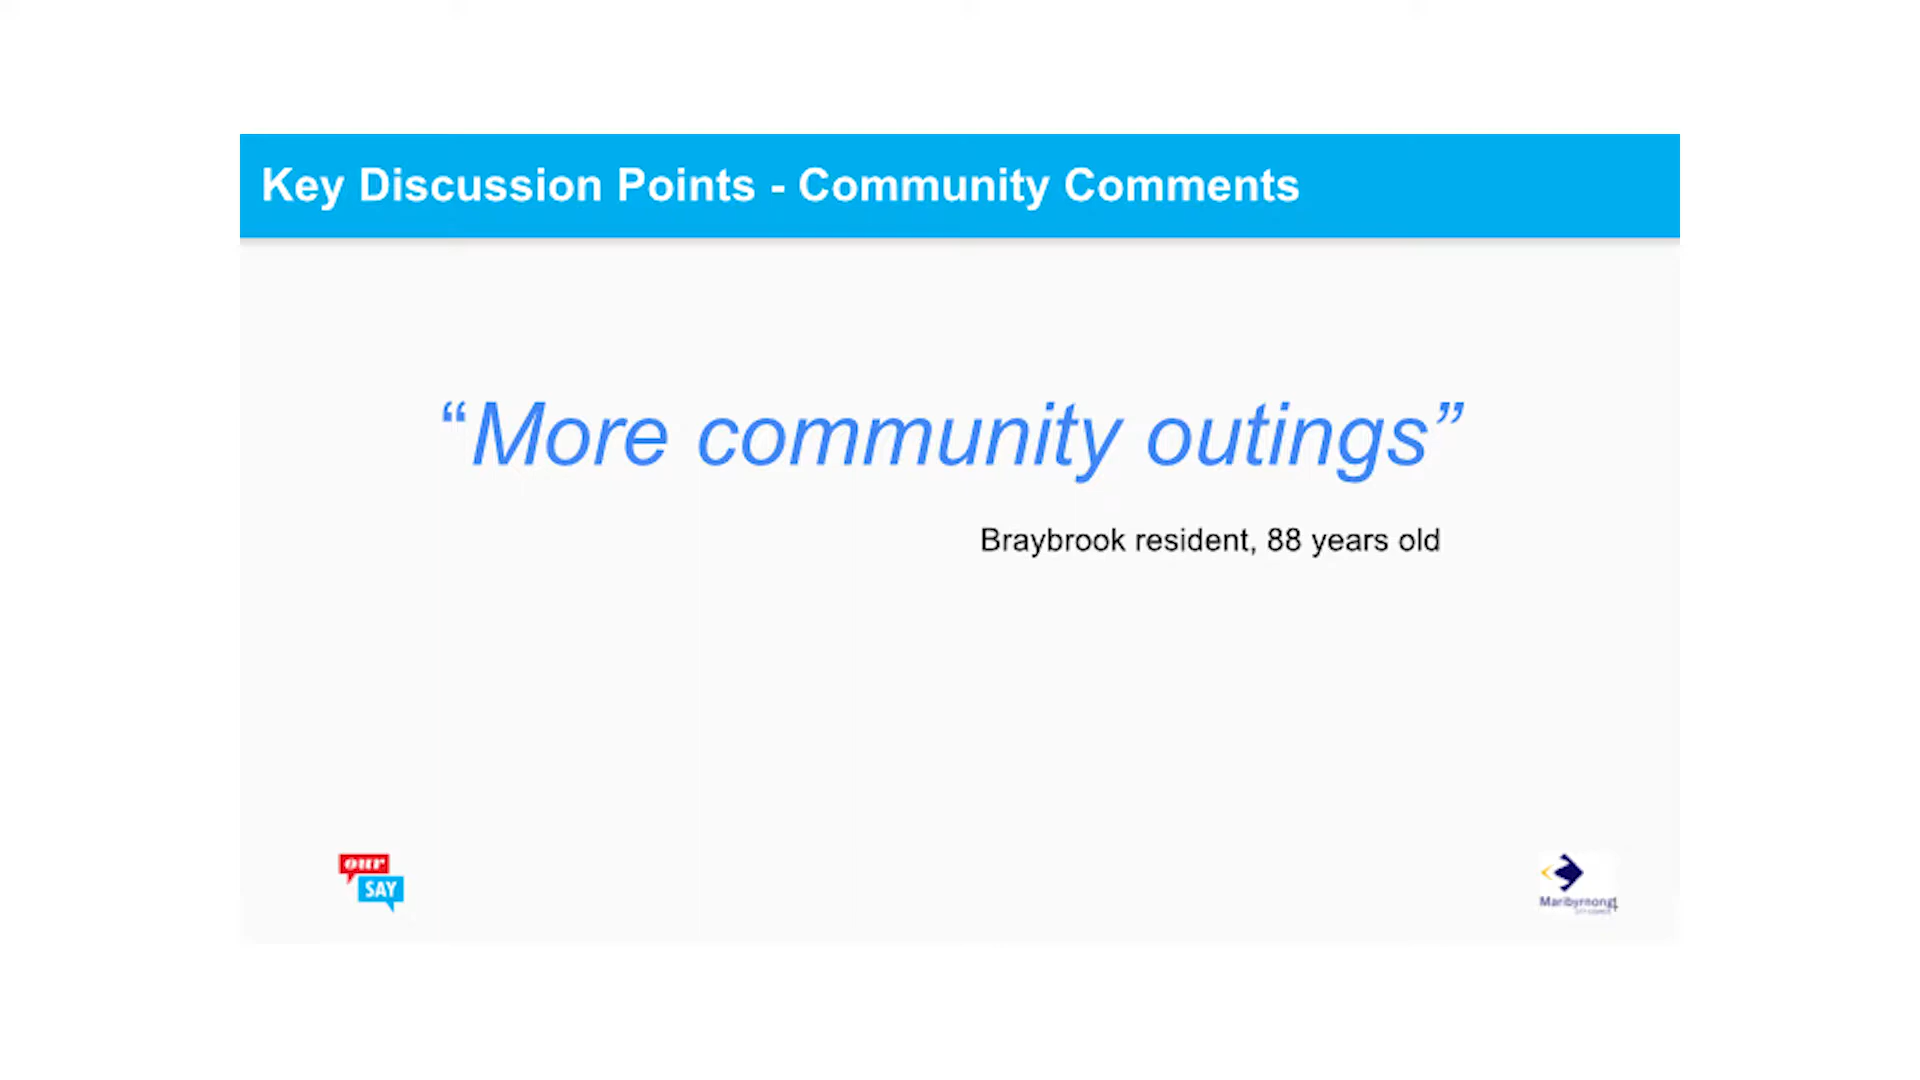 Key Discussion Points - Community Comments
“More community outings”
Braybrook resident, 88 years old
our
SAY
Maribyrnong